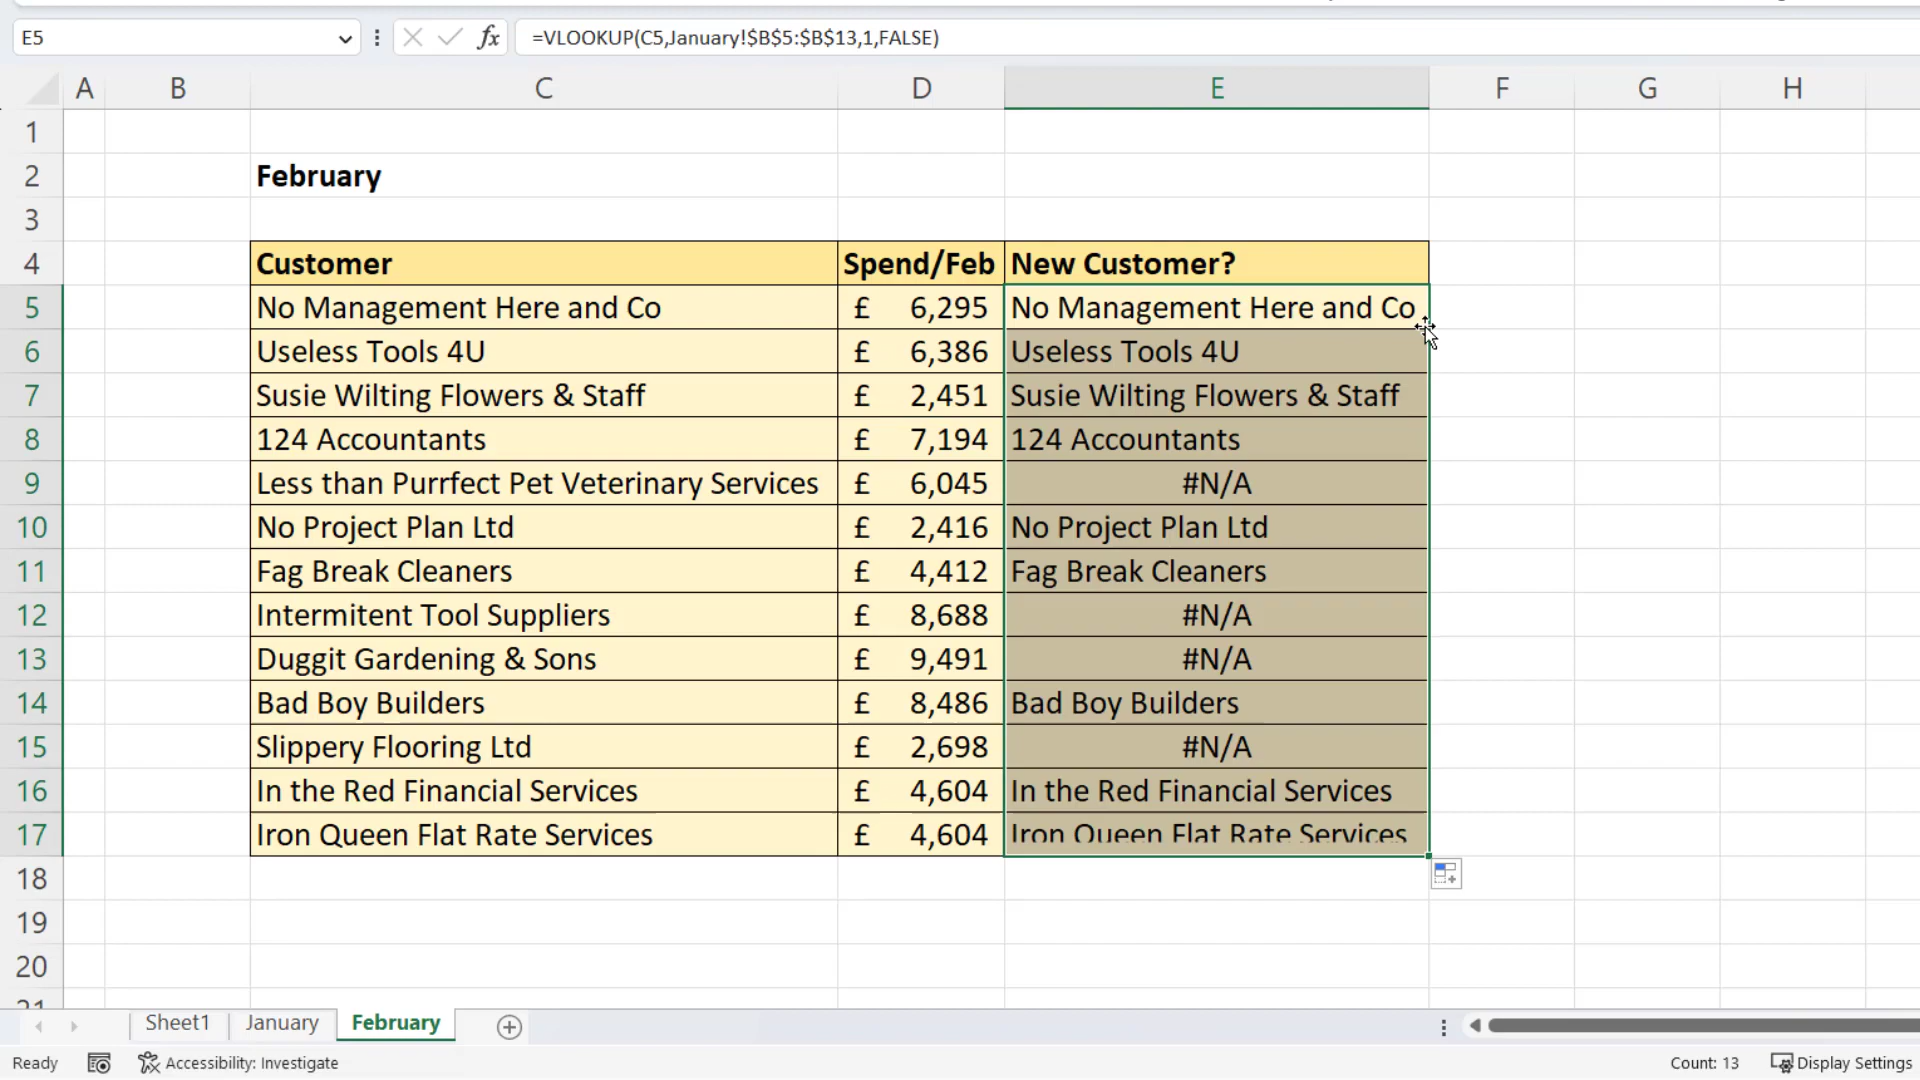 E5 fx =VLOOKUP(C5,January!$B$5:$B$13,1,FALSE)
A B C D E F G H
1
2 February
3
4 Customer Spend/Feb New Customer?
5 No Management Here and Co £ 6,295 No Management Here and Co
6 Useless Tools 4U £ 6,386 Useless Tools 4U
7 Susie Wilting Flowers & Staff £ 2,451 Susie Wilting Flowers & Staff
8 124 Accountants £ 7,194 124 Accountants
9 Less than Purrfect Pet Veterinary Services £ 6,045 #N/A
10 No Project Plan Ltd £ 2,416 No Project Plan Ltd
11 Fag Break Cleaners £ 4,412 Fag Break Cleaners
12 Intermitent Tool Suppliers £ 8,688 #N/A
13 Duggit Gardening & Sons £ 9,491 #N/A
14 Bad Boy Builders £ 8,486 Bad Boy Builders
15 Slippery Flooring Ltd £ 2,698 #N/A
16 In the Red Financial Services £ 4,604 In the Red Financial Services
17 Iron Queen Flat Rate Services £ 4,604 Iron Queen Flat Rate Services
18
19
20
21
Sheet1 January February
Ready Accessibility: Investigate Count: 13 Display Settings